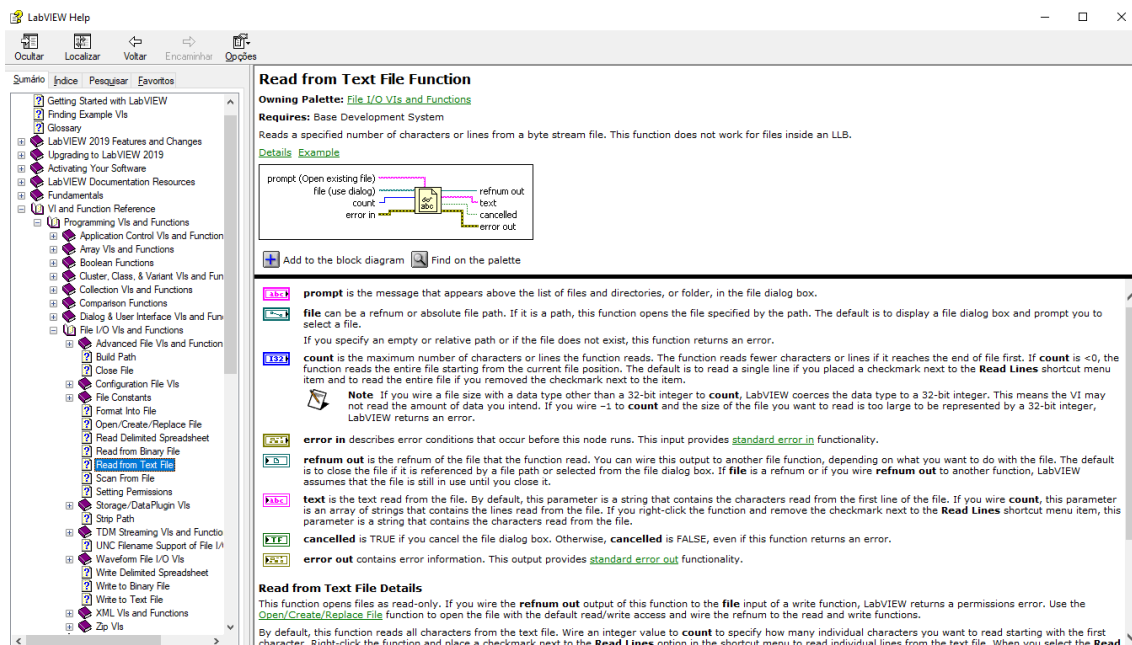 LabVIEW Help
Ocultar Localizar Voltar Encaminhar Opções
Sumário Índice Pesquisar Favoritos
Getting Started with LabVIEW
Finding Example VIs
Glossary
LabVIEW 2019 Features and Changes
Upgrading to LabVIEW 2019
Activating Your Software
LabVIEW Documentation Resources
Fundamentals
VI and Function Reference
Programming VIs and Functions
Application Control VIs and Function
Array VIs and Functions
Boolean Functions
Cluster, Class, & Variant VIs and Fun
Collection VIs and Functions
Comparison Functions
Dialog & User Interface VIs and Fun
File I/O VIs and Functions
Advanced File VIs and Function
Build Path
Close File
Configuration File VIs
File Constants
Format Into File
Open/Create/Replace File
Read Delimited Spreadsheet
Read from Binary File
Read from Text File
Scan From File
Setting Permissions
Storage/DataPlugin VIs
Strip Path
TDM Streaming VIs and Functio
UNC Filename Support of File I/
Waveform File I/O VIs
Write Delimited Spreadsheet
Write to Binary File
Write to Text File
XML VIs and Functions
Zip VIs
Read from Text File Function
Owning Palette: File I/O VIs and Functions
Requires: Base Development System
Reads a specified number of characters or lines from a byte stream file. This function does not work for files inside an LLB.
Details Example
prompt (Open existing file)
file (use dialog) refnum out
count text
error in cancelled
error out
abc
Add to the block diagram Find on the palette
abc prompt is the message that appears above the list of files and directories, or folder, in the file dialog box.
file can be a refnum or absolute file path. If it is a path, this function opens the file specified by the path. The default is to display a file dialog box and prompt you to
select a file.
If you specify an empty or relative path or if the file does not exist, this function returns an error.
I32 count is the maximum number of characters or lines the function reads. The function reads fewer characters or lines if it reaches the end of file first. If count is <0, the
function reads the entire file starting from the current file position. The default is to read a single line if you placed a checkmark next to the Read Lines shortcut menu
item and to read the entire file if you removed the checkmark next to the item.
Note If you wire a file size with a data type other than a 32-bit integer to count, LabVIEW coerces the data type to a 32-bit integer. This means the VI may
not read the amount of data you intend. If you wire –1 to count and the size of the file you want to read is too large to be represented by a 32-bit integer,
LabVIEW returns an error.
error in describes error conditions that occur before this node runs. This input provides standard error in functionality.
refnum out is the refnum of the file that the function read. You can wire this output to another file function, depending on what you want to do with the file. The default
is to close the file if it is referenced by a file path or selected from the file dialog box. If file is a refnum or if you wire refnum out to another function, LabVIEW
assumes that the file is still in use until you close it.
abc text is the text read from the file. By default, this parameter is a string that contains the characters read from the first line of the file. If you wire count, this parameter
is an array of strings that contains the lines read from the file. If you right-click the function and remove the checkmark next to the Read Lines shortcut menu item, this
parameter is a string that contains the characters read from the file.
TF cancelled is TRUE if you cancel the file dialog box. Otherwise, cancelled is FALSE, even if this function returns an error.
error out contains error information. This output provides standard error out functionality.
Read from Text File Details
This function opens files as read-only. If you wire the refnum out output of this function to the file input of a write function, LabVIEW returns a permissions error. Use the
Open/Create/Replace File function to open the file with the default read/write access and wire the refnum to the read and write functions.
By default, this function reads all characters from the text file. Wire an integer value to count to specify how many individual characters you want to read starting with the first
character. Right-click the function and place a checkmark next to the Read Lines option in the shortcut menu to read individual lines from the text file. When you select the Read